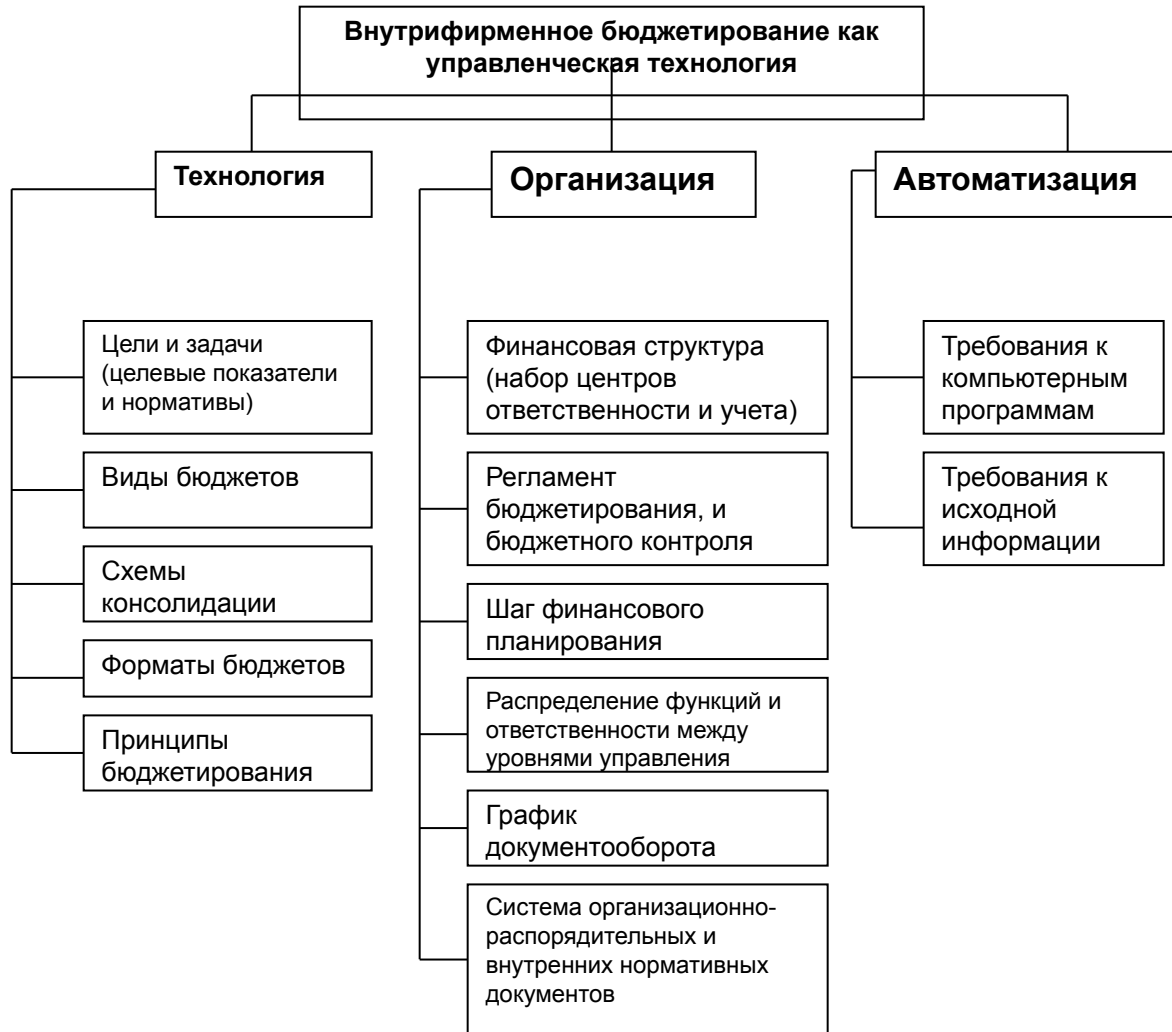 Внутрифирменное бюджетирование как
управленческая технология
Технология
Организация
Автоматизация
Цели и задачи
(целевые показатели
и нормативы)
Виды бюджетов
Схемы
консолидации
Форматы бюджетов
Принципы
бюджетирования
Финансовая структура
(набор центров
ответственности и учета)
Регламент
бюджетирования, и
бюджетного контроля
Шаг финансового
планирования
Распределение функций и
ответственности между
уровнями управления
График
документооборота
Система организационно-
распорядительных и
внутренних нормативных
документов
Требования к
компьютерным
программам
Требования к
исходной
информации